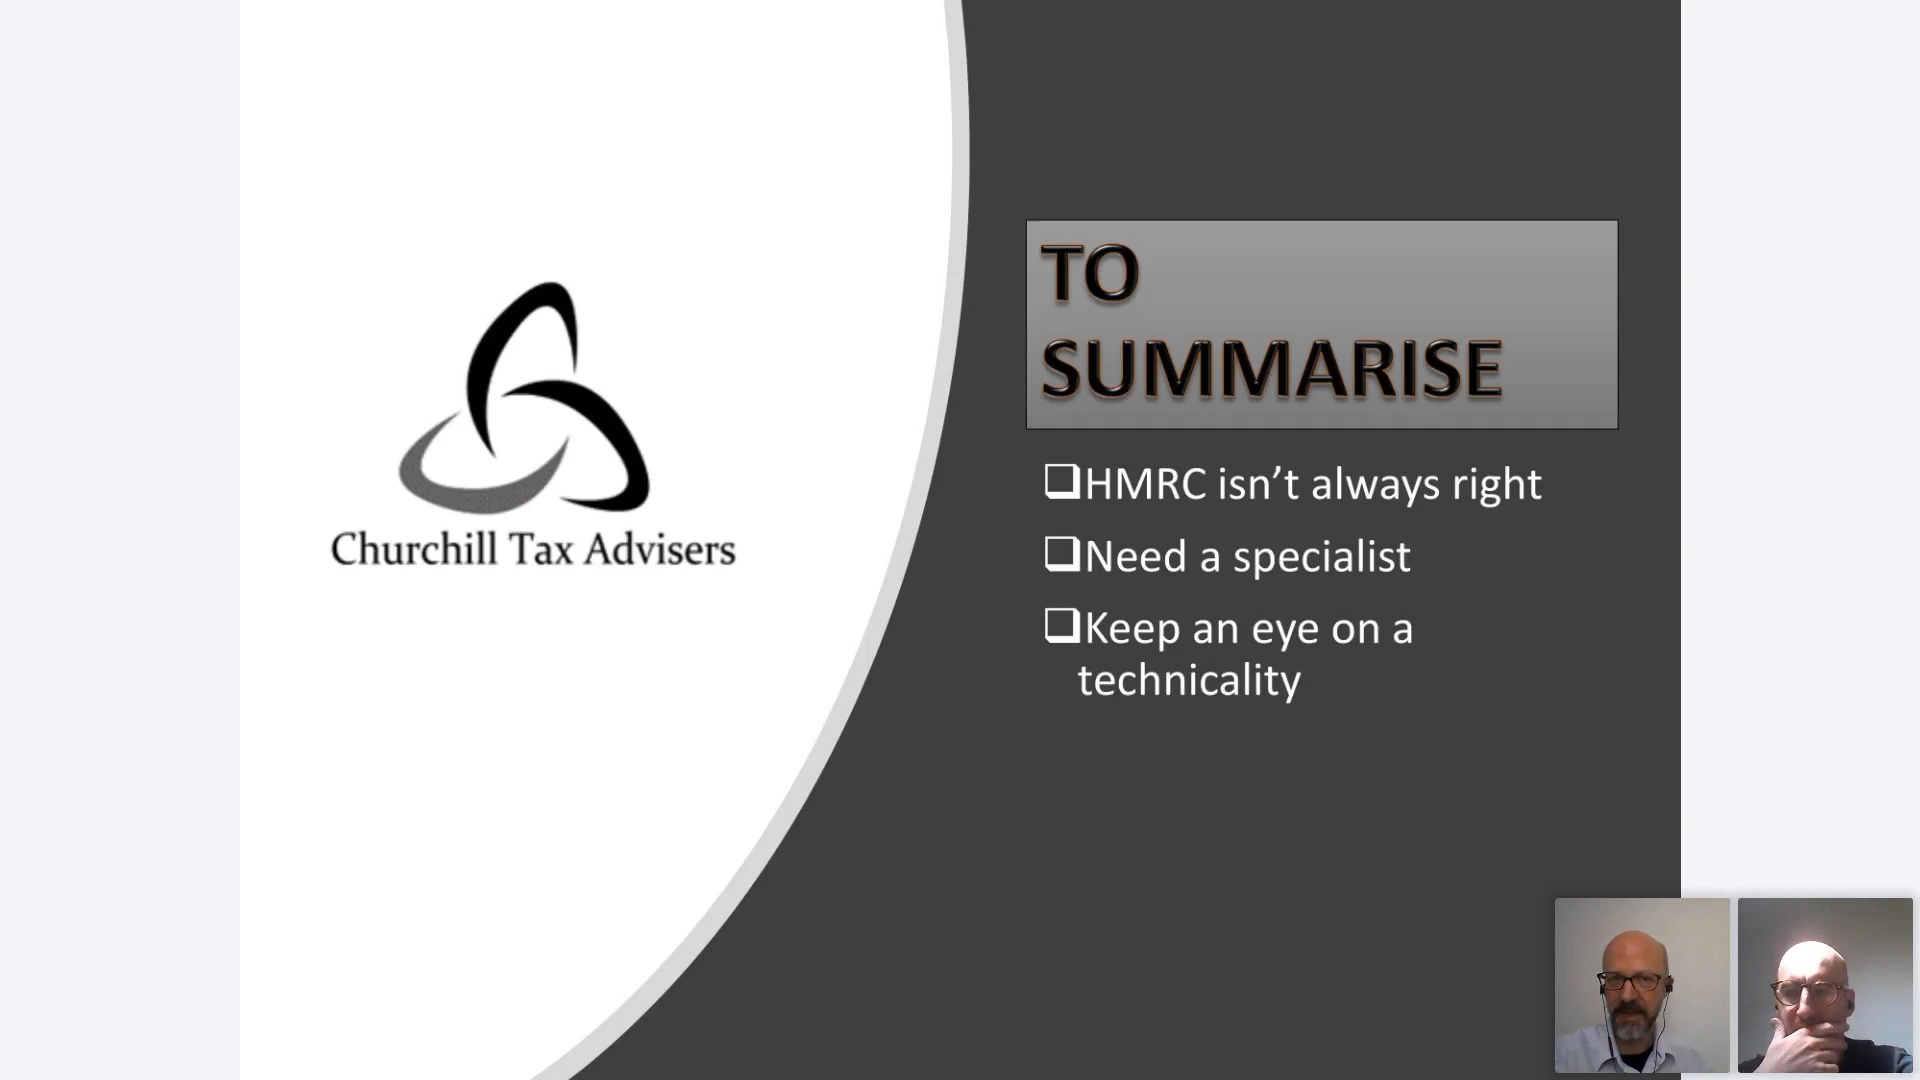 Churchill Tax Advisers
TO
SUMMARISE
HMRC isn’t always right
Need a specialist
Keep an eye on a
technicality